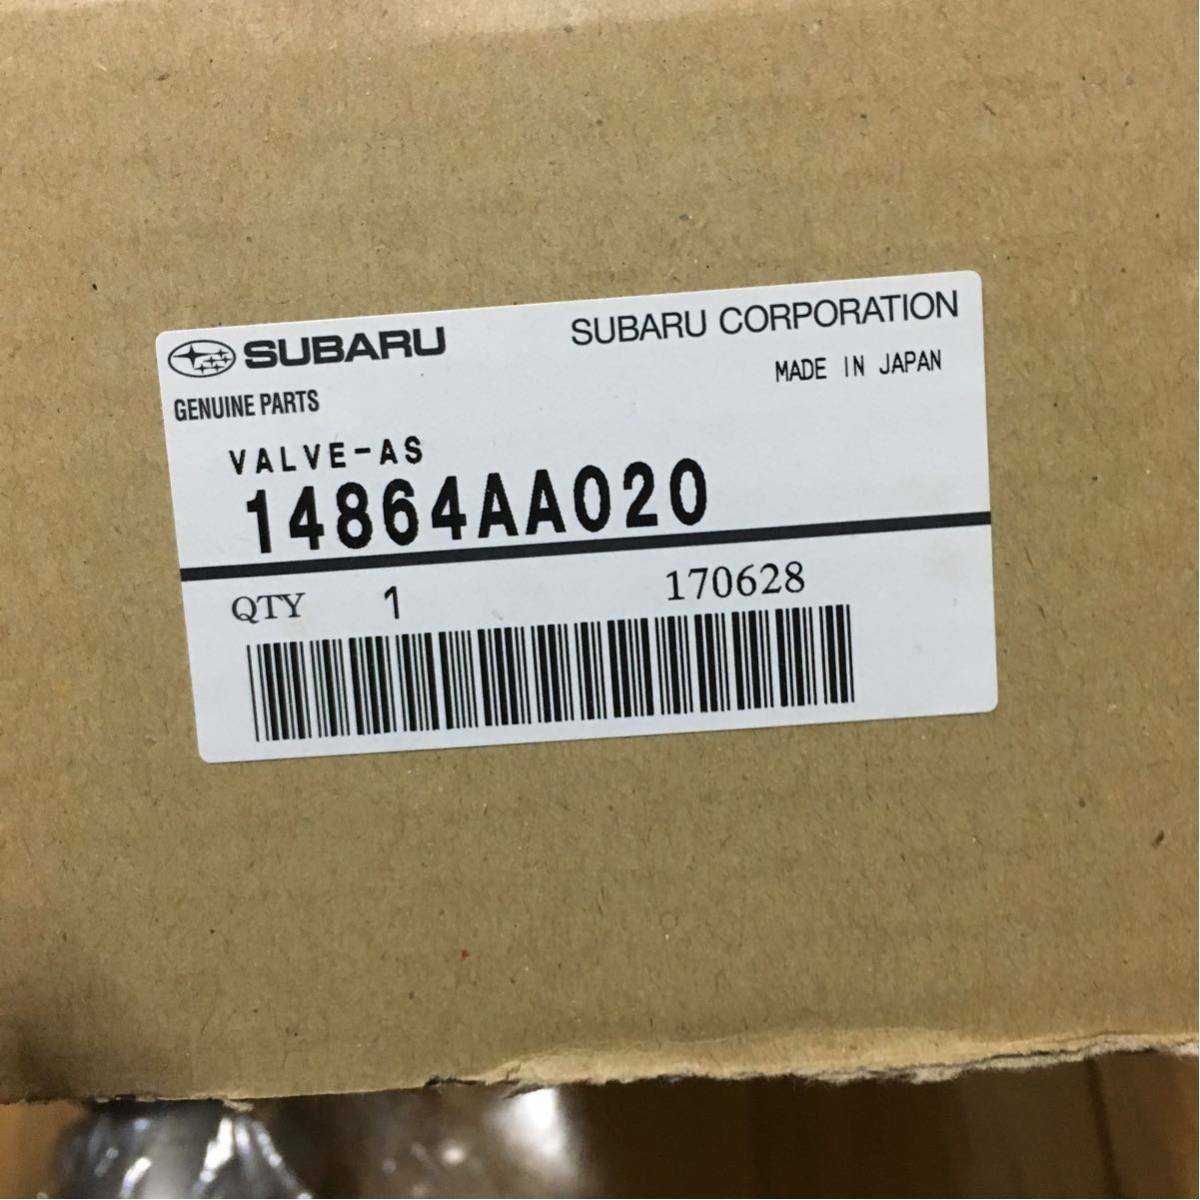 SUBARU
SUBARU CORPORATION
GENUINE PARTS
MADE IN JAPAN
VALVE-AS
14864AA020
QTY 1 170628